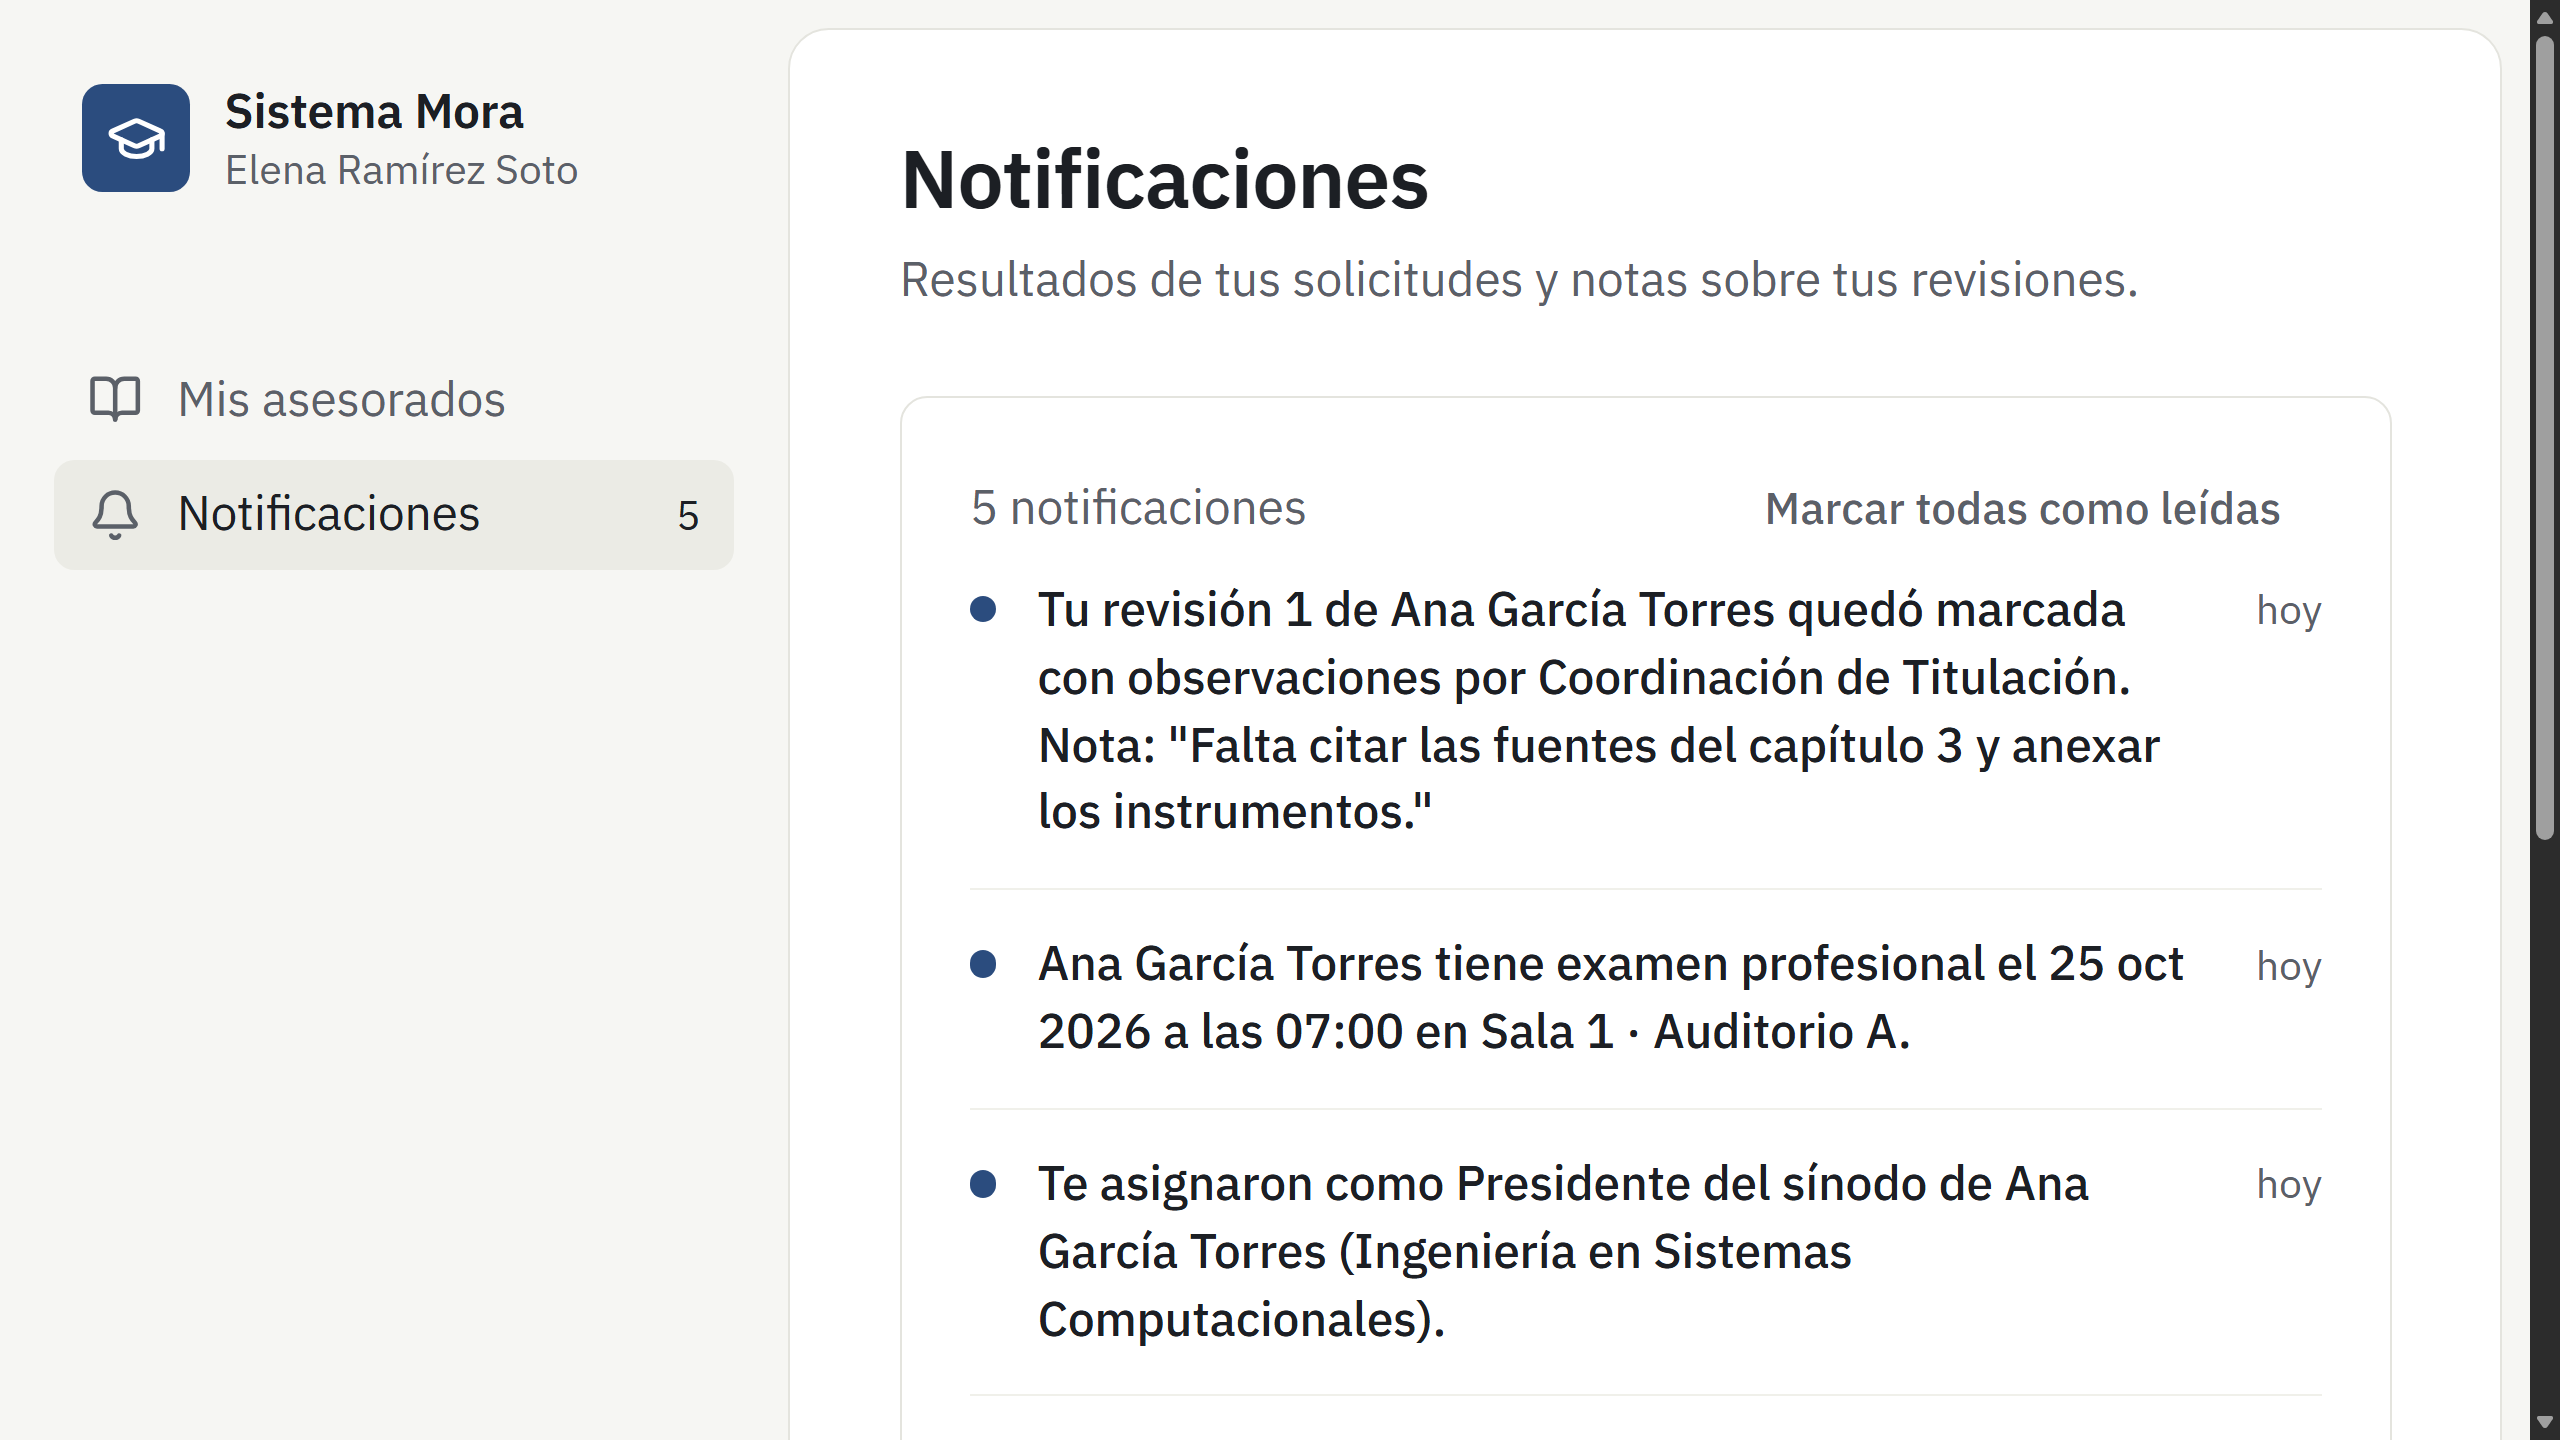 Sistema Mora
Elena Ramírez Soto
Mis asesorados
Notificaciones 5
Notificaciones
Resultados de tus solicitudes y notas sobre tus revisiones.
5 notificaciones Marcar todas como leídas
Tu revisión 1 de Ana García Torres quedó marcada hoy
con observaciones por Coordinación de Titulación.
Nota: "Falta citar las fuentes del capítulo 3 y anexar
los instrumentos."
Ana García Torres tiene examen profesional el 25 oct hoy
2026 a las 07:00 en Sala 1 · Auditorio A.
Te asignaron como Presidente del sínodo de Ana hoy
García Torres (Ingeniería en Sistemas
Computacionales).